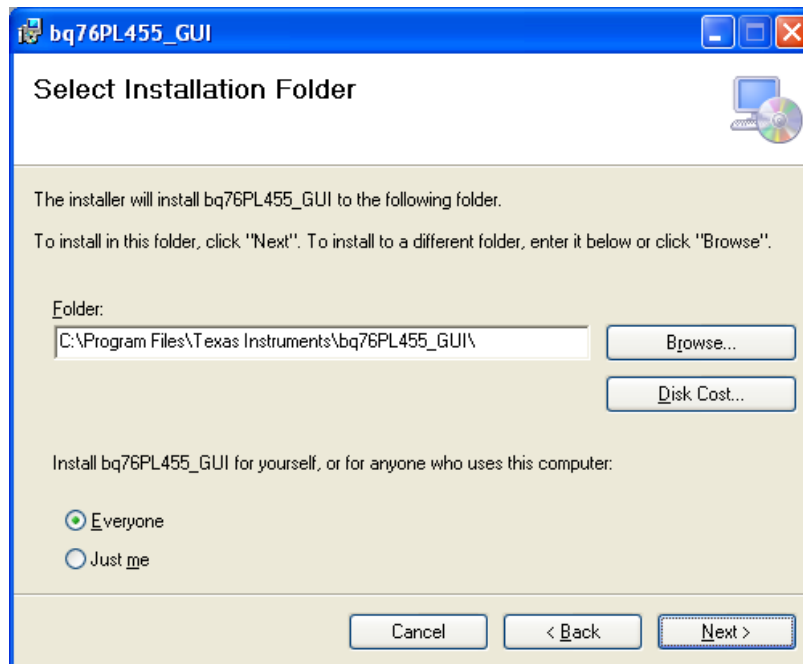 bq76PL455_GUI
Select Installation Folder
The installer will install bq76PL455_GUI to the following folder.
To install in this folder, click "Next". To install to a different folder, enter it below or click "Browse".
Folder:
C:\Program Files\Texas Instruments\bq76PL455_GUI\
Browse...
Disk Cost...
Install bq76PL455_GUI for yourself, or for anyone who uses this computer:
Everyone
Just me
Cancel
< Back
Next >